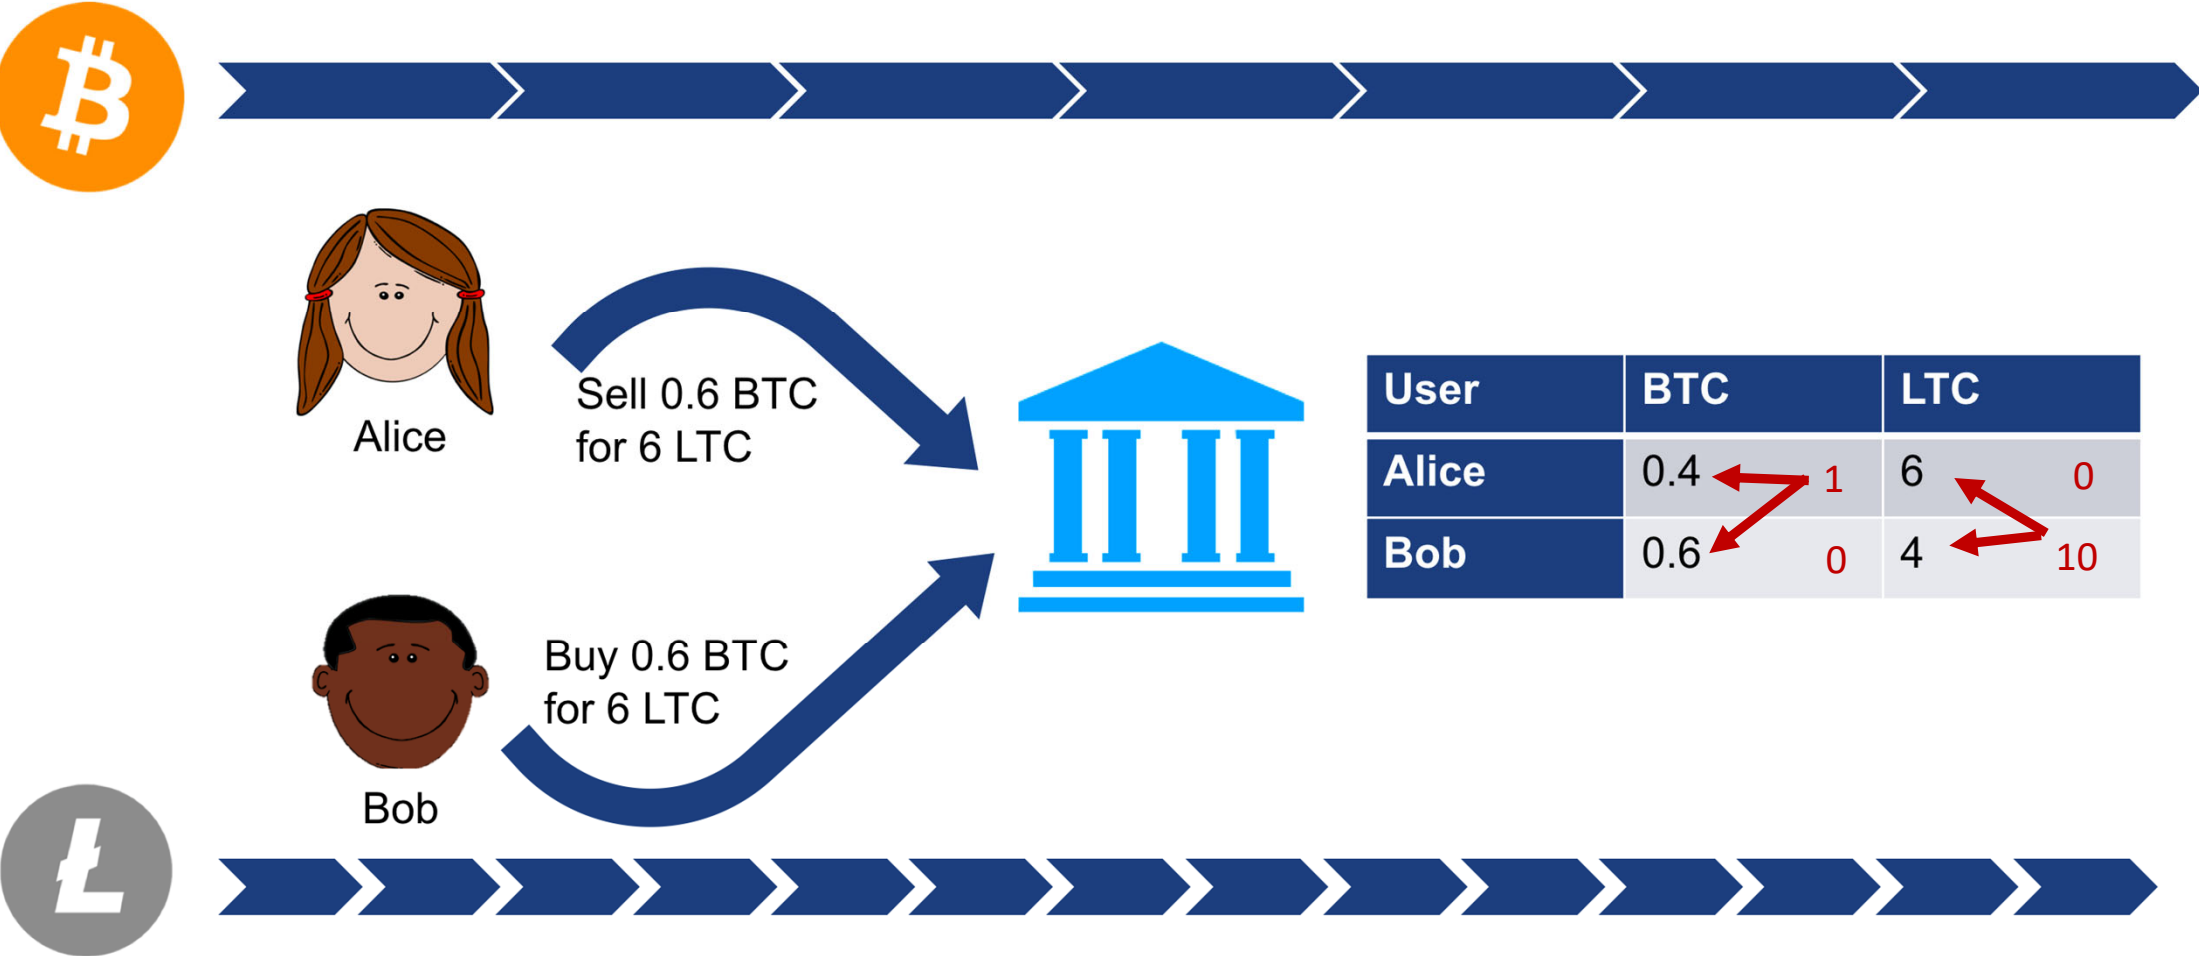 Alice
Sell 0.6 BTC
for 6 LTC
Bob
Buy 0.6 BTC
for 6 LTC
User BTC LTC
Alice 0.4 1 6 0
Bob 0.6 0 4 10